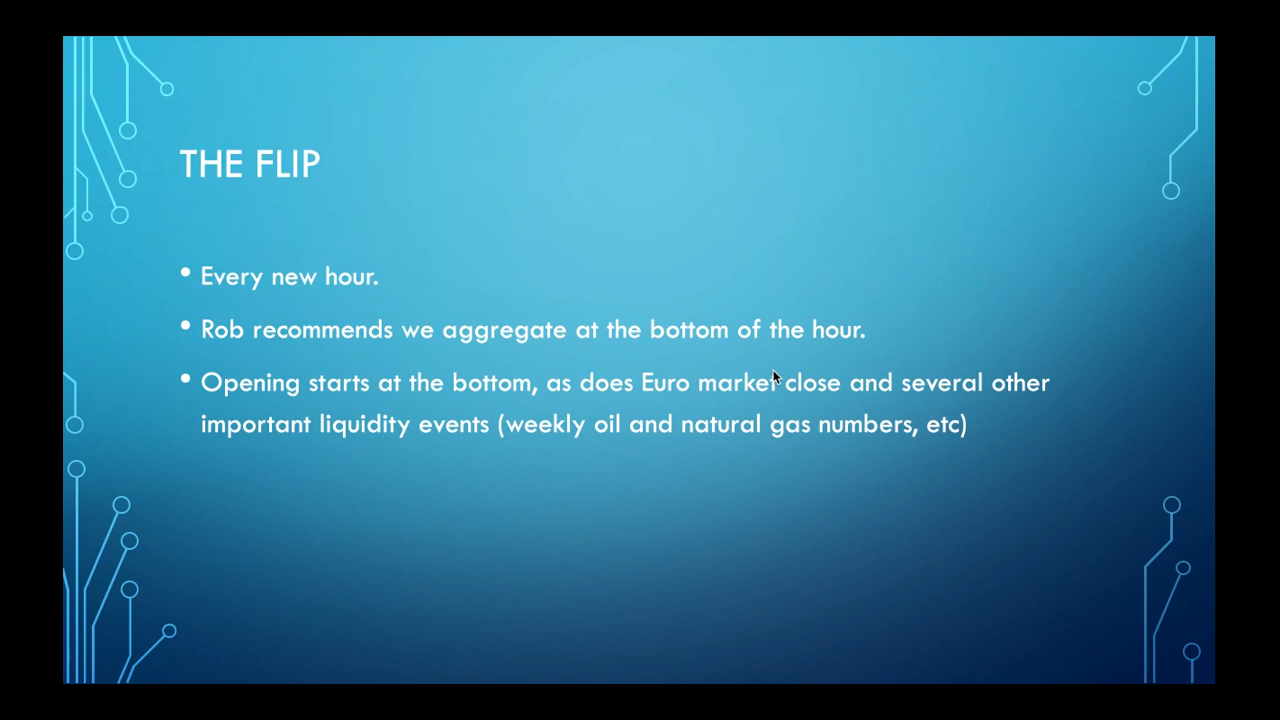 THE FLIP
• Every new hour.
• Rob recommends we aggregate at the bottom of the hour.
• Opening starts at the bottom, as does Euro market close and several other
important liquidity events (weekly oil and natural gas numbers, etc)